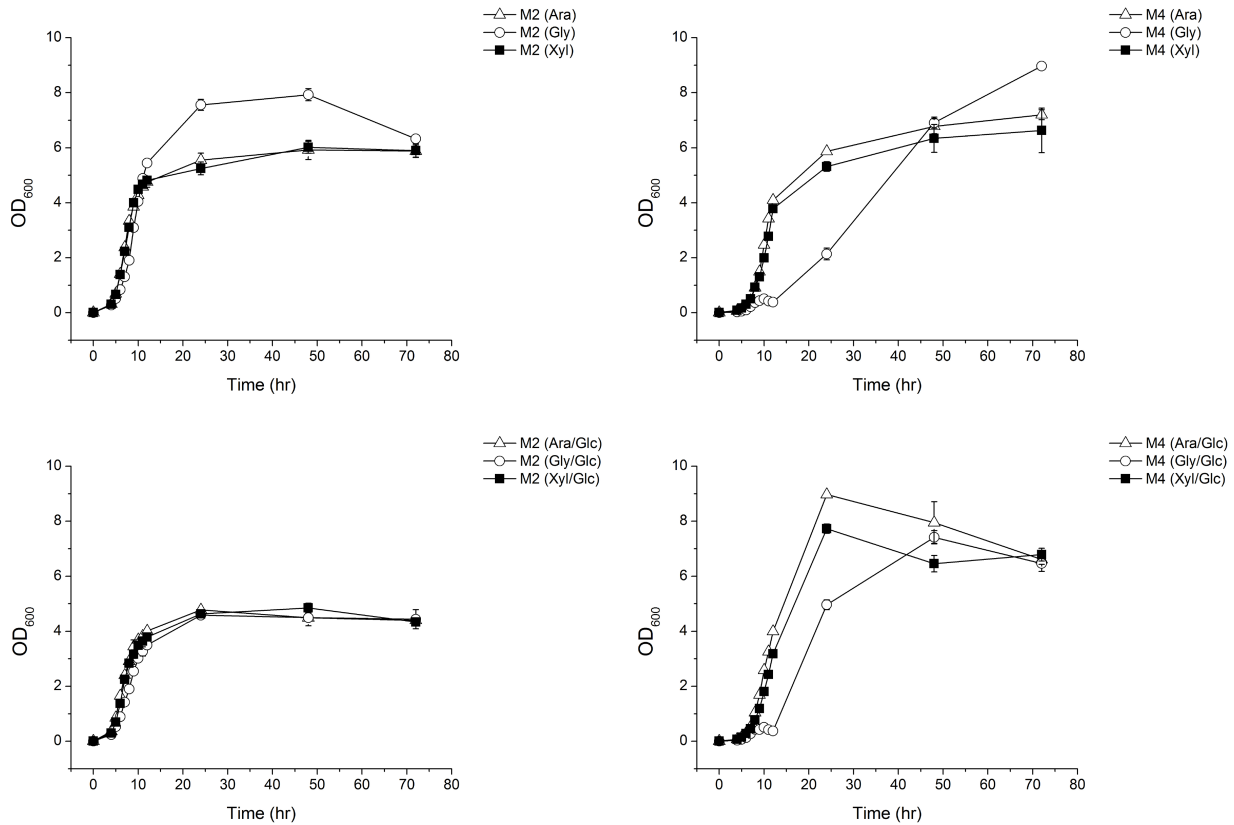 M2 (Ara)
M2 (Gly)
M2 (Xyl)
10
8
6
4
2
0
OD600
0 10 20 30 40 50 60 70 80
Time (hr)
M4 (Ara)
M4 (Gly)
M4 (Xyl)
10
8
6
4
2
0
OD600
0 10 20 30 40 50 60 70 80
Time (hr)
M2 (Ara/Glc)
M2 (Gly/Glc)
M2 (Xyl/Glc)
10
8
6
4
2
0
OD600
0 10 20 30 40 50 60 70 80
Time (hr)
M4 (Ara/Glc)
M4 (Gly/Glc)
M4 (Xyl/Glc)
10
8
6
4
2
0
OD600
0 10 20 30 40 50 60 70 80
Time (hr)